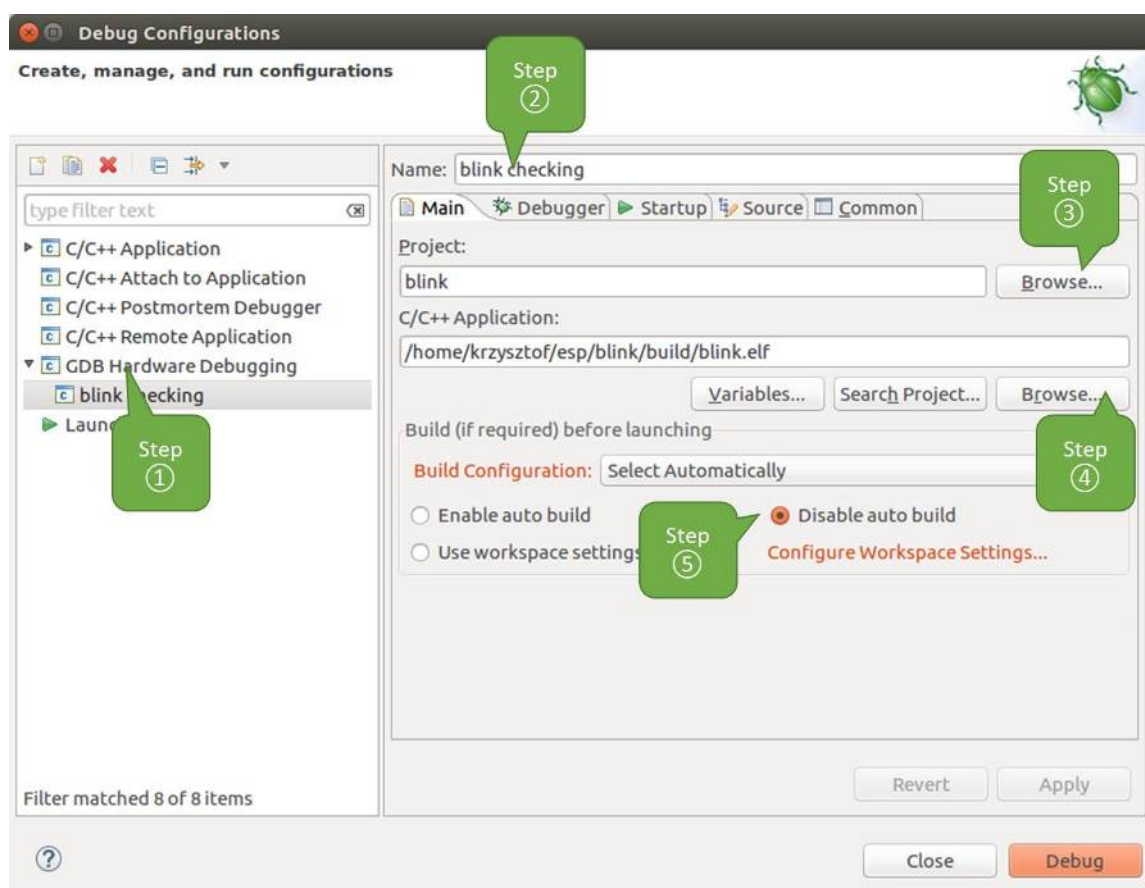 Debug Configurations
Create, manage, and run configurations
Step
②
type filter text
C/C++ Application
C/C++ Attach to Application
C/C++ Postmortem Debugger
C/C++ Remote Application
GDB Hardware Debugging
blink checking
Step
①
Filter matched 8 of 8 items
Name: blink checking
Main Debugger Startup Source Common
Step
③
Project:
blink Browse...
C/C++ Application:
/home/krzysztof/esp/blink/build/blink.elf
Variables... Search Project... Browse...
Step
④
Build (if required) before launching
Build Configuration: Select Automatically
Enable auto build Disable auto build
Step
⑤
Use workspace settings Configure Workspace Settings...
Revert Apply
? Close Debug